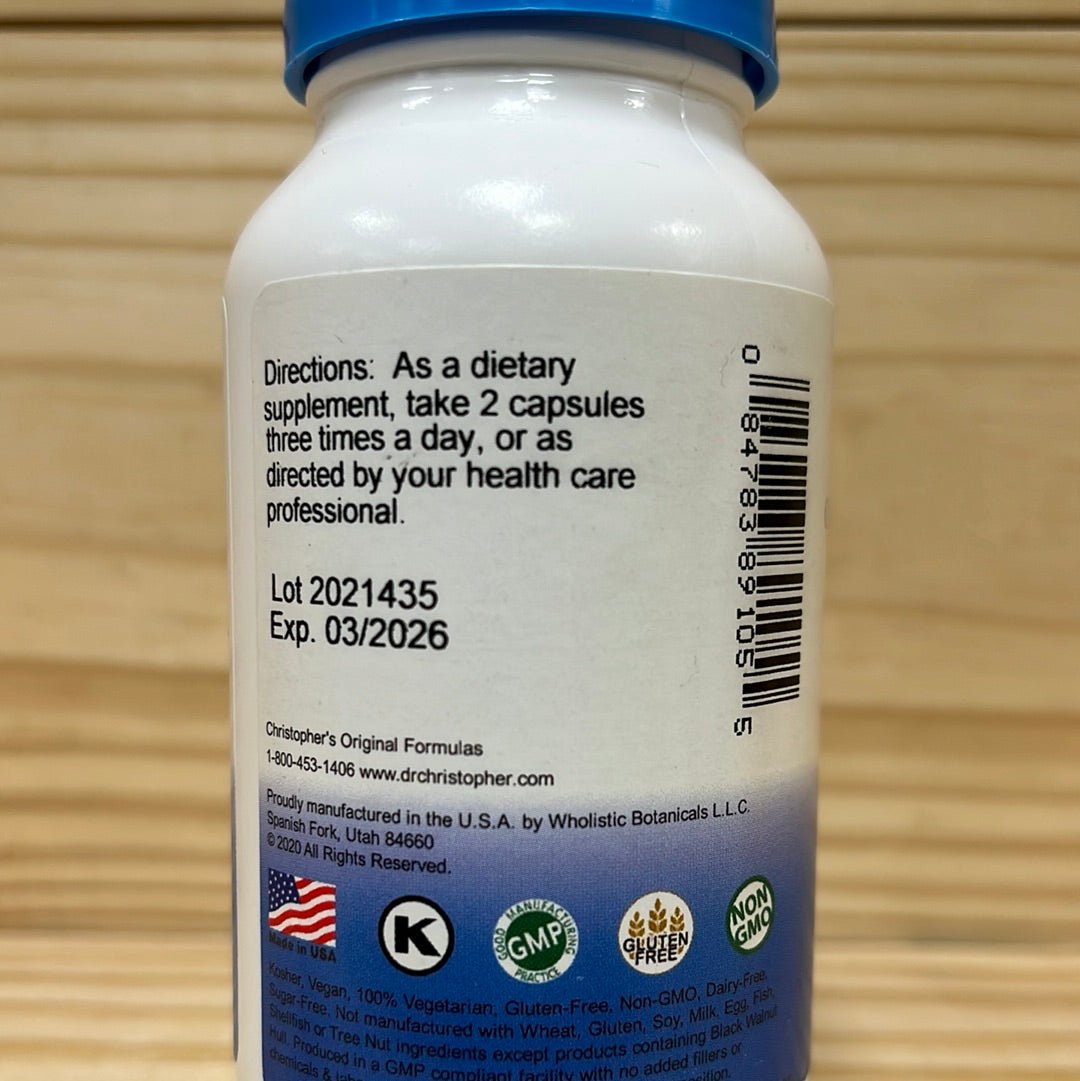 Directions: As a dietary
supplement, take 2 capsules
three times a day, or as
directed by your health care
professional.
Lot 2021435
Exp. 03/2026
Christopher's Original Formulas
1-800-453-1406 www.drchristopher.com
Proudly manufactured in the U.S.A. by Wholistic Botanicals L.L.C.
Spanish Fork, Utah 84660
© 2020 All Rights Reserved.
Made in USA
K
GOOD MANUFACTURING PRACTICE
GMP
GLUTEN
FREE
NON
GMO
Kosher, Vegan, 100% Vegetarian, Gluten-Free, Non-GMO, Dairy-Free,
Sugar-Free. Not manufactured with Wheat, Gluten, Soy, Milk, Egg, Fish,
Shellfish or Tree Nut ingredients except products containing Black Walnut
Hull. Produced in a GMP compliant facility with no added fillers or
chemicals &
0 84783 89105 5